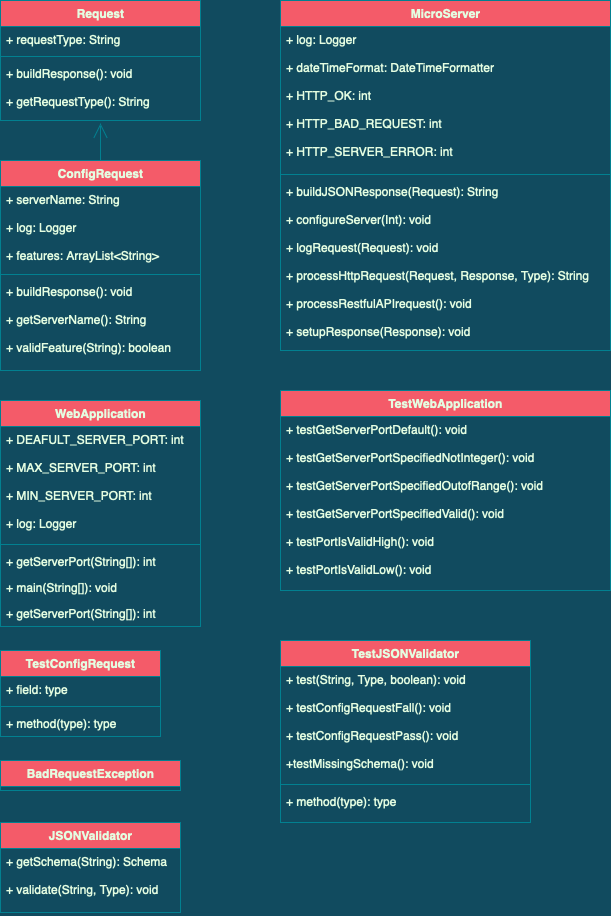 Request
+ requestType: String
+ buildResponse(): void
+ getRequestType(): String
ConfigRequest
+ serverName: String
+ log: Logger
+ features: ArrayList<String>
+ buildResponse(): void
+ getServerName(): String
+ validFeature(String): boolean
WebApplication
+ DEAFULT_SERVER_PORT: int
+ MAX_SERVER_PORT: int
+ MIN_SERVER_PORT: int
+ log: Logger
+ getServerPort(String[]): int
+ main(String[]): void
+ getServerPort(String[]): int
TestConfigRequest
+ field: type
+ method(type): type
BadRequestException
JSONValidator
+ getSchema(String): Schema
+ validate(String, Type): void
MicroServer
+ log: Logger
+ dateTimeFormat: DateTimeFormatter
+ HTTP_OK: int
+ HTTP_BAD_REQUEST: int
+ HTTP_SERVER_ERROR: int
+ buildJSONResponse(Request): String
+ configureServer(Int): void
+ logRequest(Request): void
+ processHttpRequest(Request, Response, Type): String
+ processRestfulAPIrequest(): void
+ setupResponse(Response): void
TestWebApplication
+ testGetServerPortDefault(): void
+ testGetServerPortSpecifiedNotInteger(): void
+ testGetServerPortSpecifiedOutofRange(): void
+ testGetServerPortSpecifiedValid(): void
+ testPortIsValidHigh(): void
+ testPortIsValidLow(): void
TestJSONValidator
+ test(String, Type, boolean): void
+ testConfigRequestFall(): void
+ testConfigRequestPass(): void
+testMissingSchema(): void
+ method(type): type